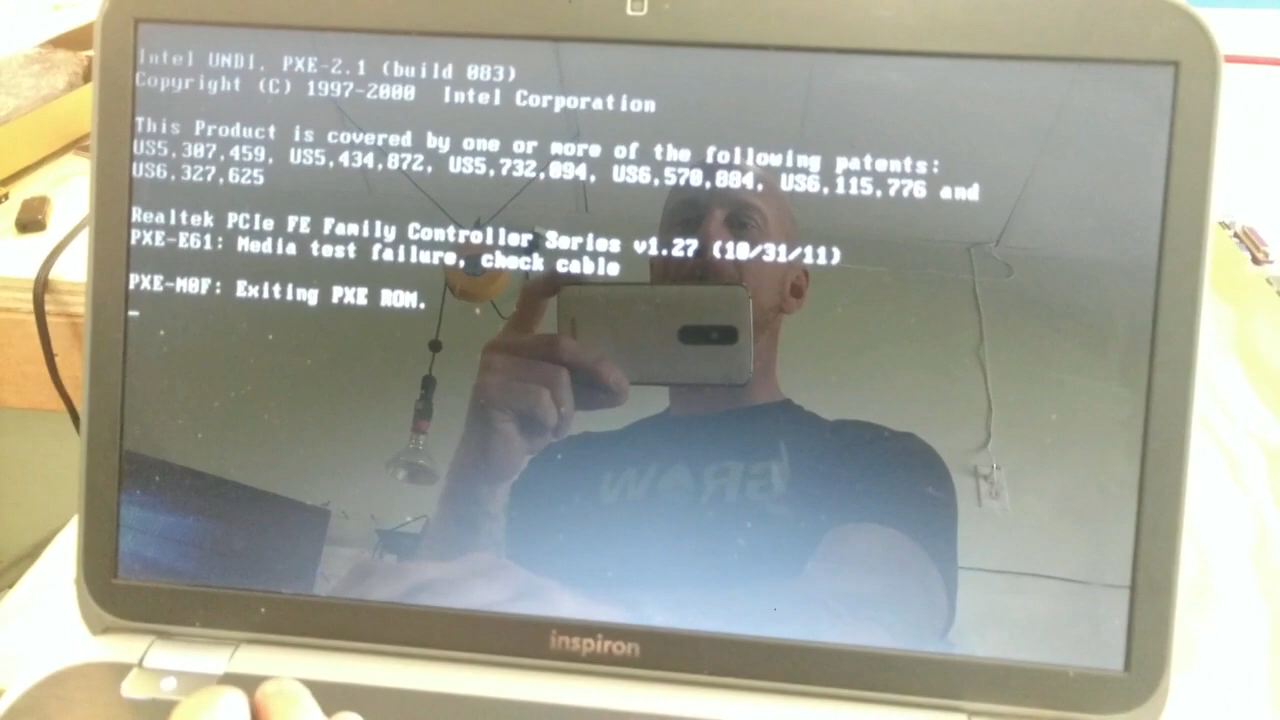 Intel UNDI, PXE-2.1 (build 083)
Copyright (C) 1997-2000  Intel Corporation
This Product is covered by one or more of the following patents:
US5,307,459, US5,434,872, US5,732,094, US6,570,884, US6,115,776 and
US6,327,625
Realtek PCIe FE Family Controller Series v1.27 (10/31/11)
PXE-E61: Media test failure, check cable
PXE-M0F: Exiting PXE ROM.
GROW
inspiron